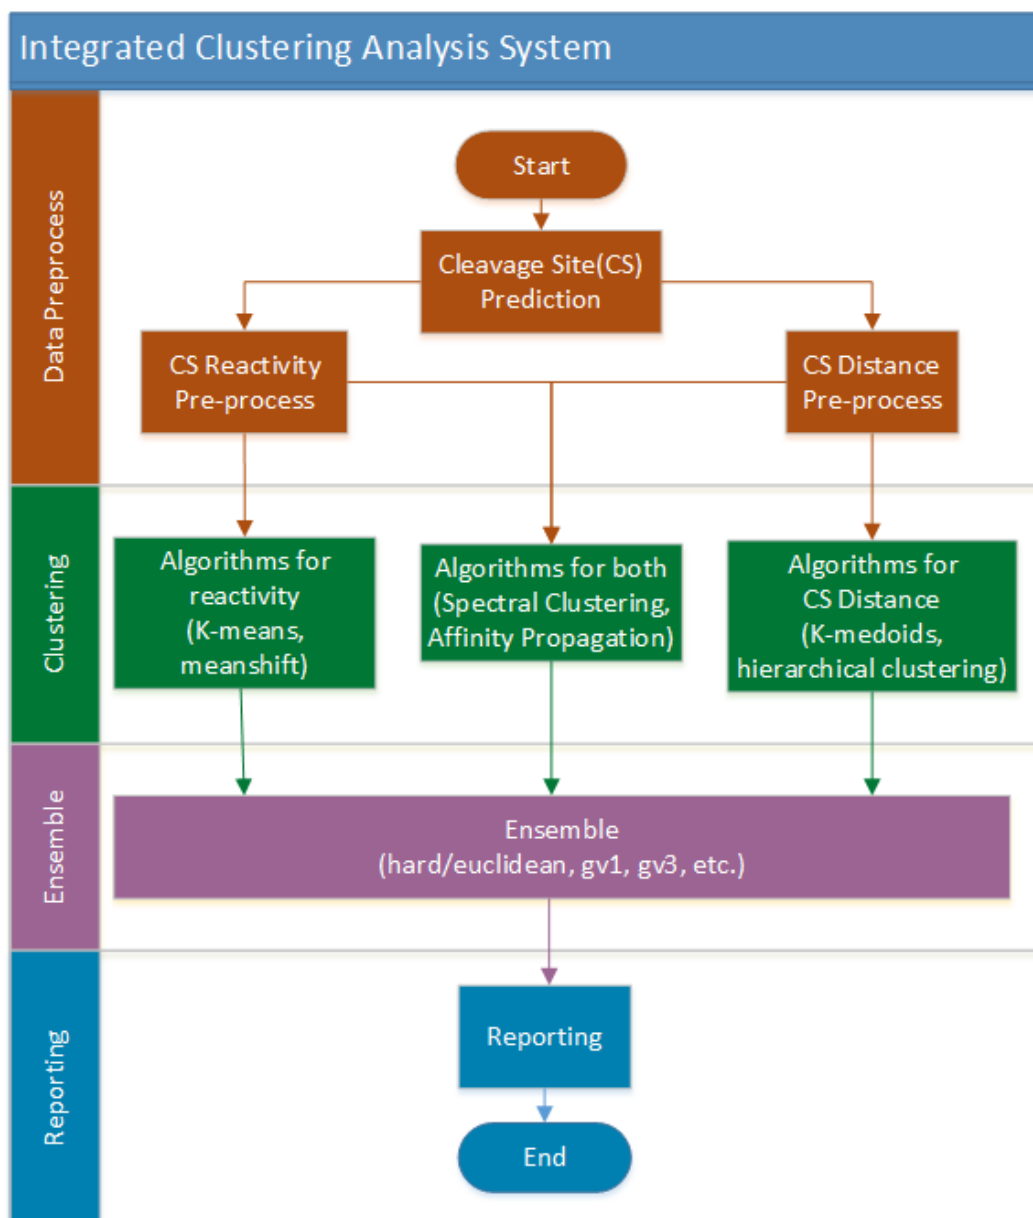 Integrated Clustering Analysis System
Data Preprocess
Start
Cleavage Site(CS)
Prediction
CS Reactivity
Pre-process
CS Distance
Pre-process
Clustering
Algorithms for
reactivity
(K-means,
meanshift)
Algorithms for both
(Spectral Clustering,
Affinity Propagation)
Algorithms for
CS Distance
(K-medoids,
hierarchical clustering)
Ensemble
Ensemble
(hard/euclidean, gv1, gv3, etc.)
Reporting
Reporting
End